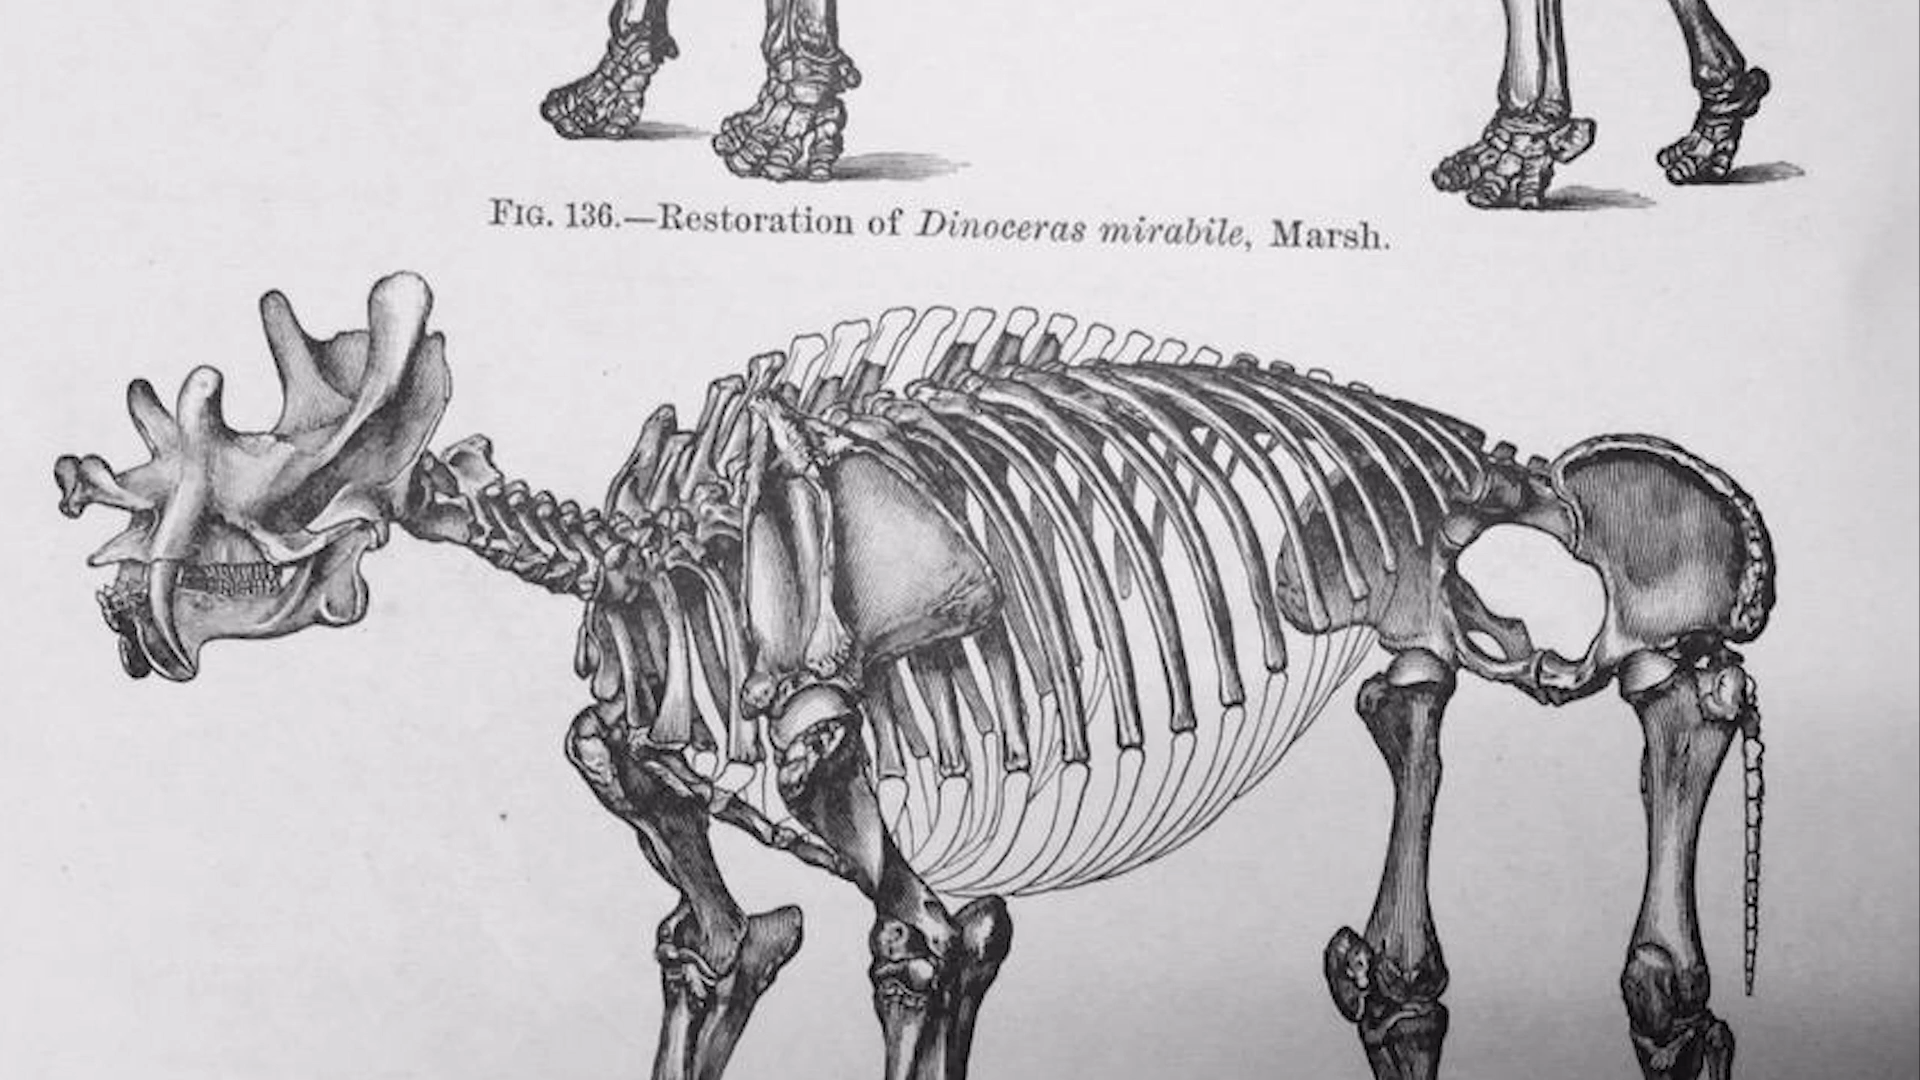 FIG. 136.—Restoration of Dinoceras mirabile, Marsh.